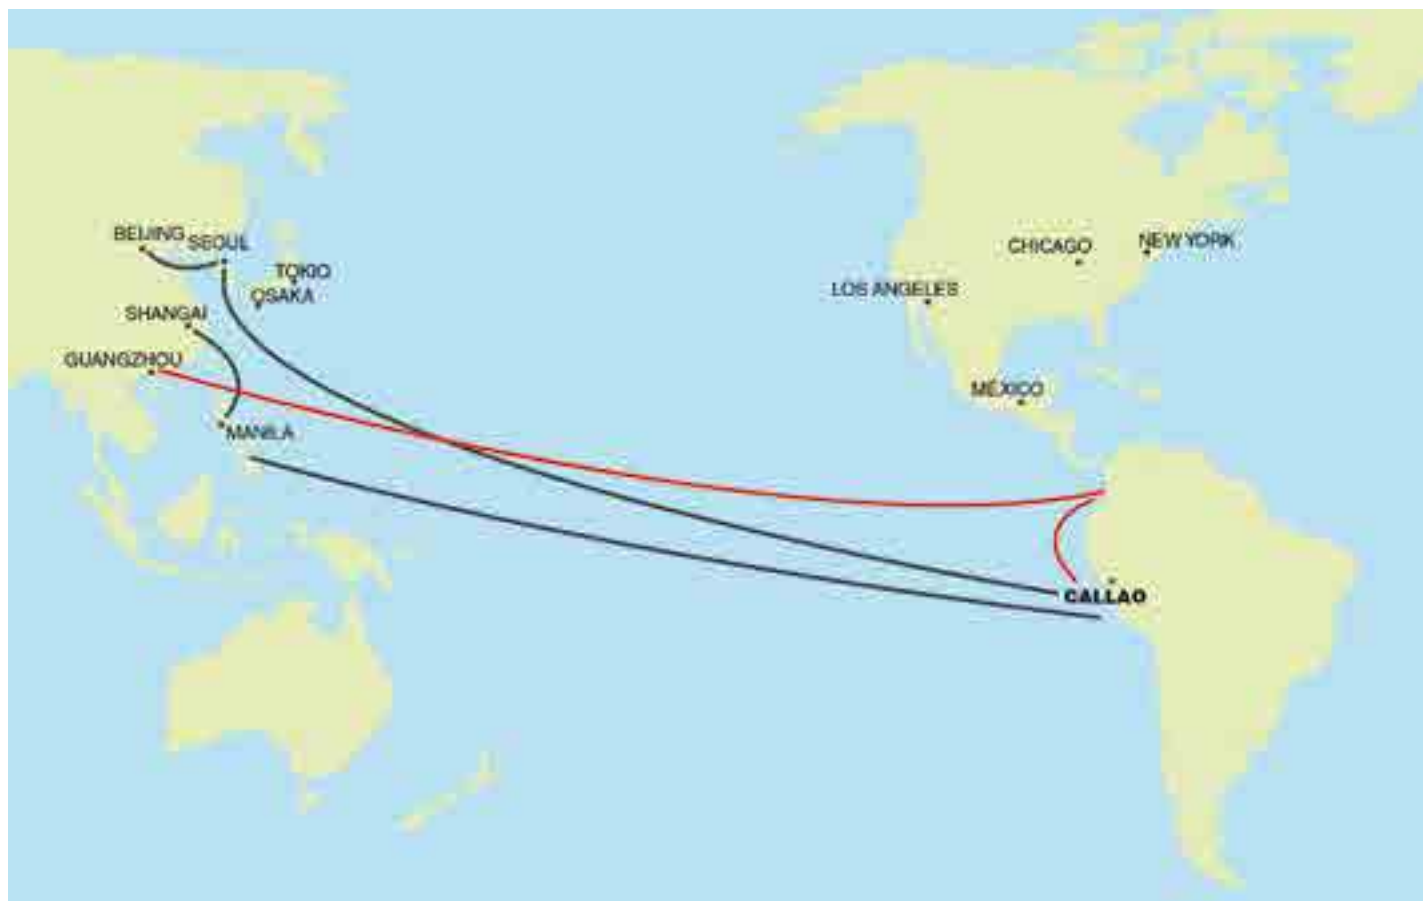 BEIJING
SEOUL
TOKIO
OSAKA
SHANGAI
GUANGZHOU
MANILA
CHICAGO
NEW YORK
LOS ANGELES
MÉXICO
CALLAO